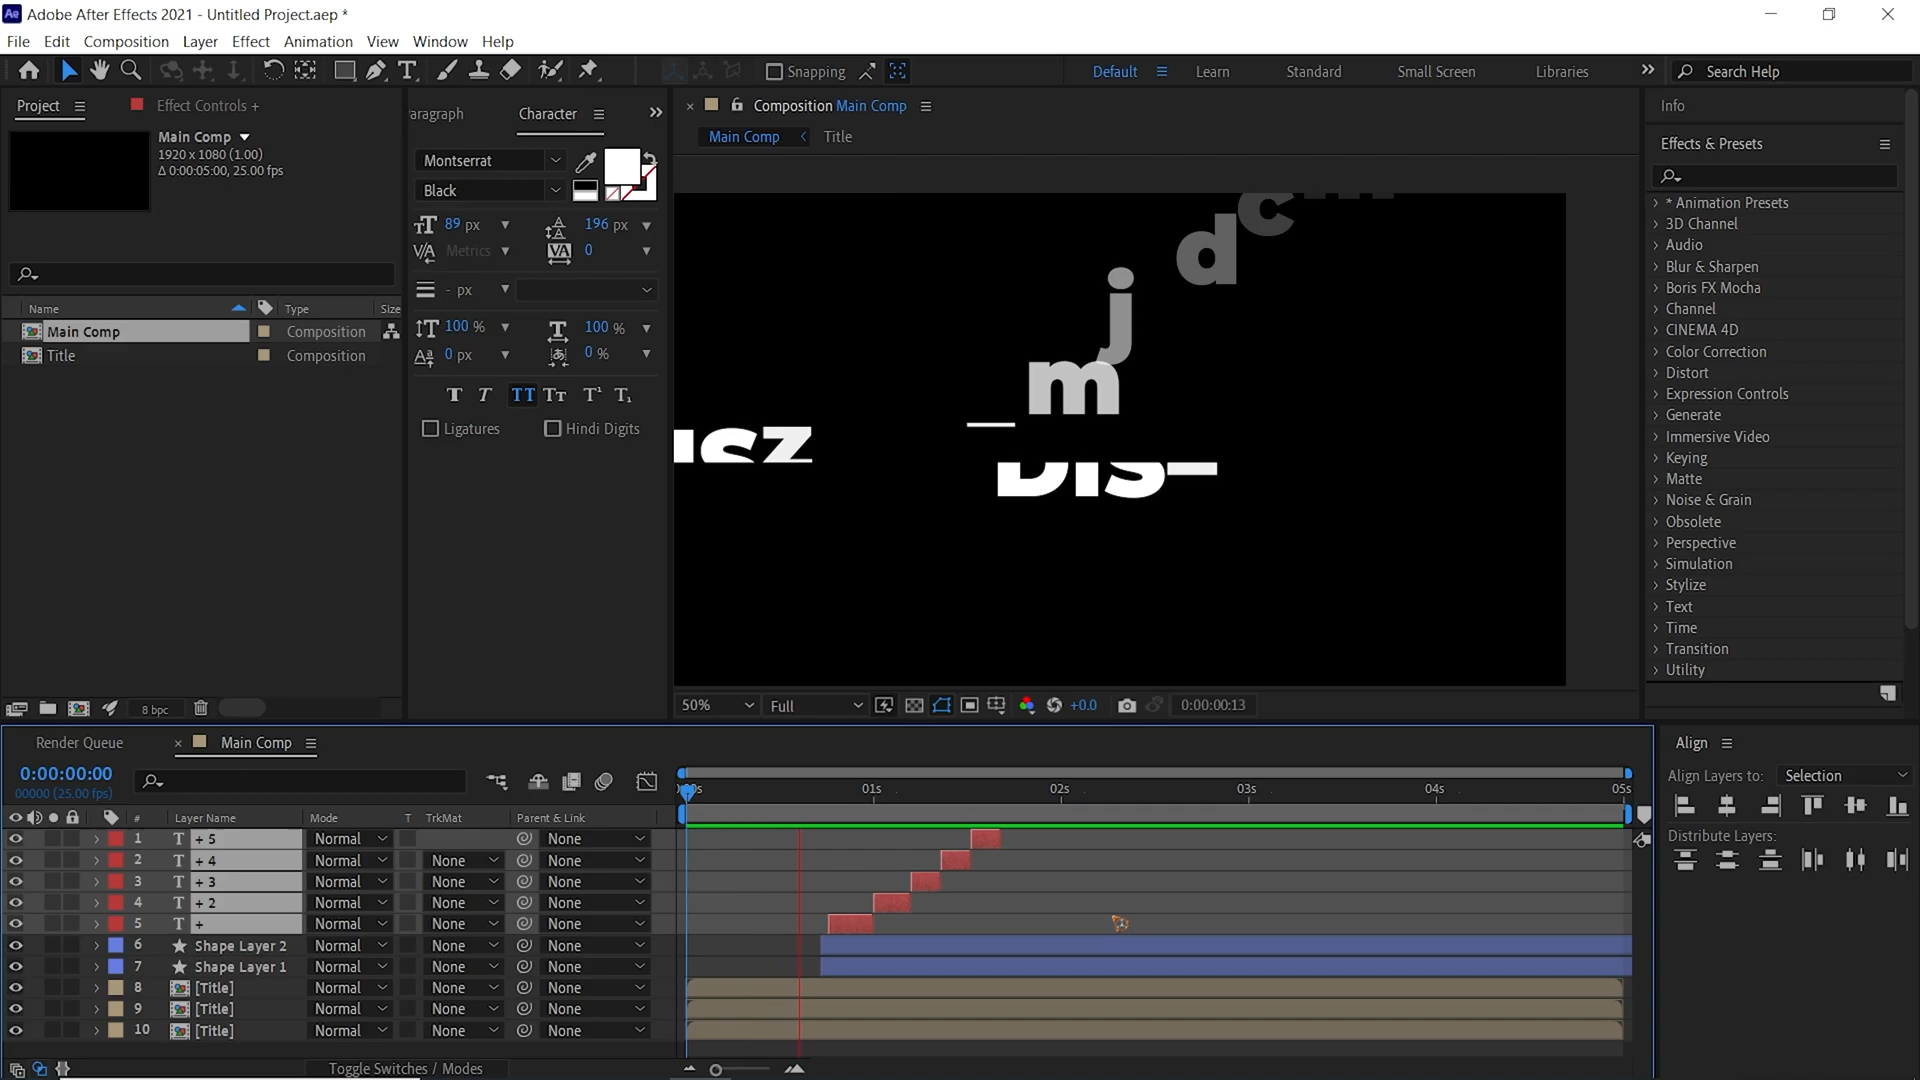 Adobe After Effects 2021 - Untitled Project.aep *
File Edit Composition Layer Effect Animation View Window Help
Snapping Default Learn Standard Small Screen Libraries Search Help
Project Effect Controls +
Main Comp
1920 x 1080 (1.00)
Δ 0:00:05:00, 25.00 fps
Name Type Size
Main Comp Composition
Title Composition
8 bpc
aragraph Character
Montserrat
Black
89 px 196 px
Metrics 0
- px
100 % 100 %
0 px 0 %
Ligatures Hindi Digits
Composition Main Comp
Main Comp Title
d
j
m
50% Full +0.0 0:00:00:13
Info
Effects & Presets
* Animation Presets
3D Channel
Audio
Blur & Sharpen
Boris FX Mocha
Channel
CINEMA 4D
Color Correction
Distort
Expression Controls
Generate
Immersive Video
Keying
Matte
Noise & Grain
Obsolete
Perspective
Simulation
Stylize
Text
Time
Transition
Utility
Render Queue Main Comp
0:00:00:00
00000 (25.00 fps)
01s 02s 03s 04s 05s
# Layer Name Mode T TrkMat Parent & Link
1 T + 5 Normal None
2 T + 4 Normal None None
3 T + 3 Normal None None
4 T + 2 Normal None None
5 T + Normal None None
6 Shape Layer 2 Normal None None
7 Shape Layer 1 Normal None None
8 [Title] Normal None None
9 [Title] Normal None None
10 [Title] Normal None None
Toggle Switches / Modes
Align
Align Layers to: Selection
Distribute Layers: